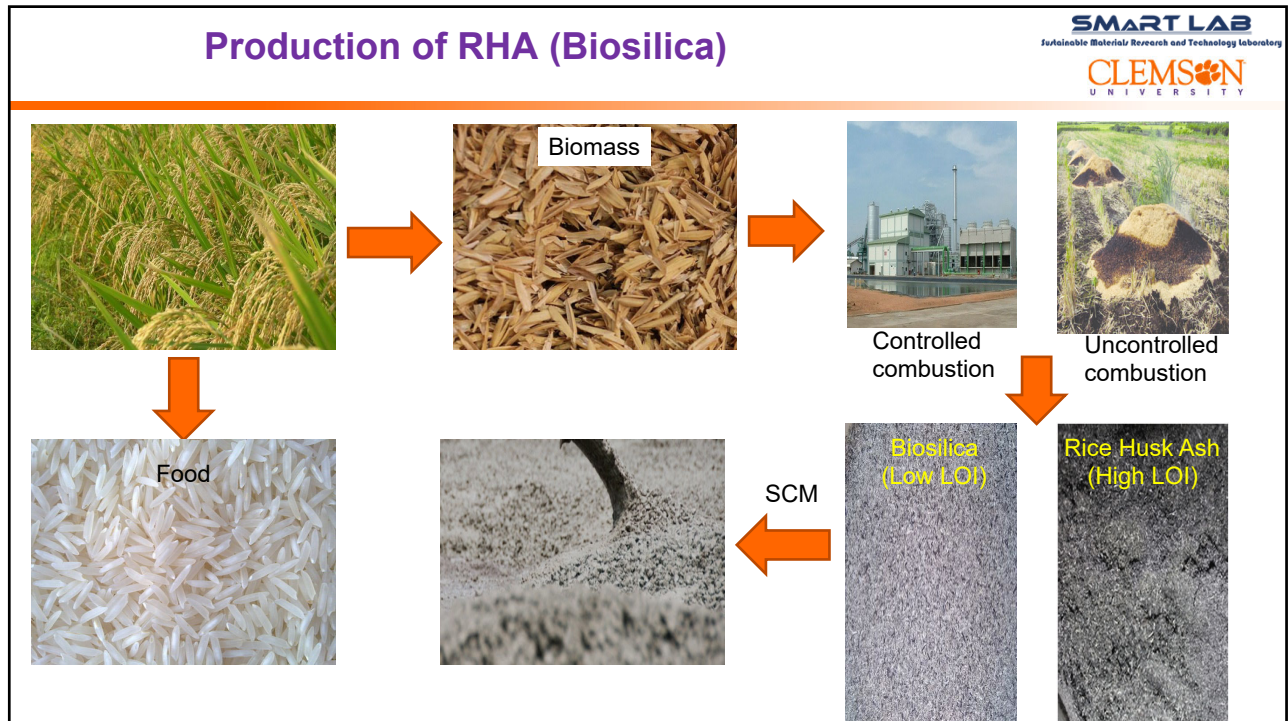 Production of RHA (Biosilica)
SMaRT LAB
Sustainable Materials Research and Technology Laboratory
CLEMSON
UNIVERSITY
Biomass
Controlled
combustion
Uncontrolled
combustion
Food
SCM
Biosilica
(Low LOI)
Rice Husk Ash
(High LOI)